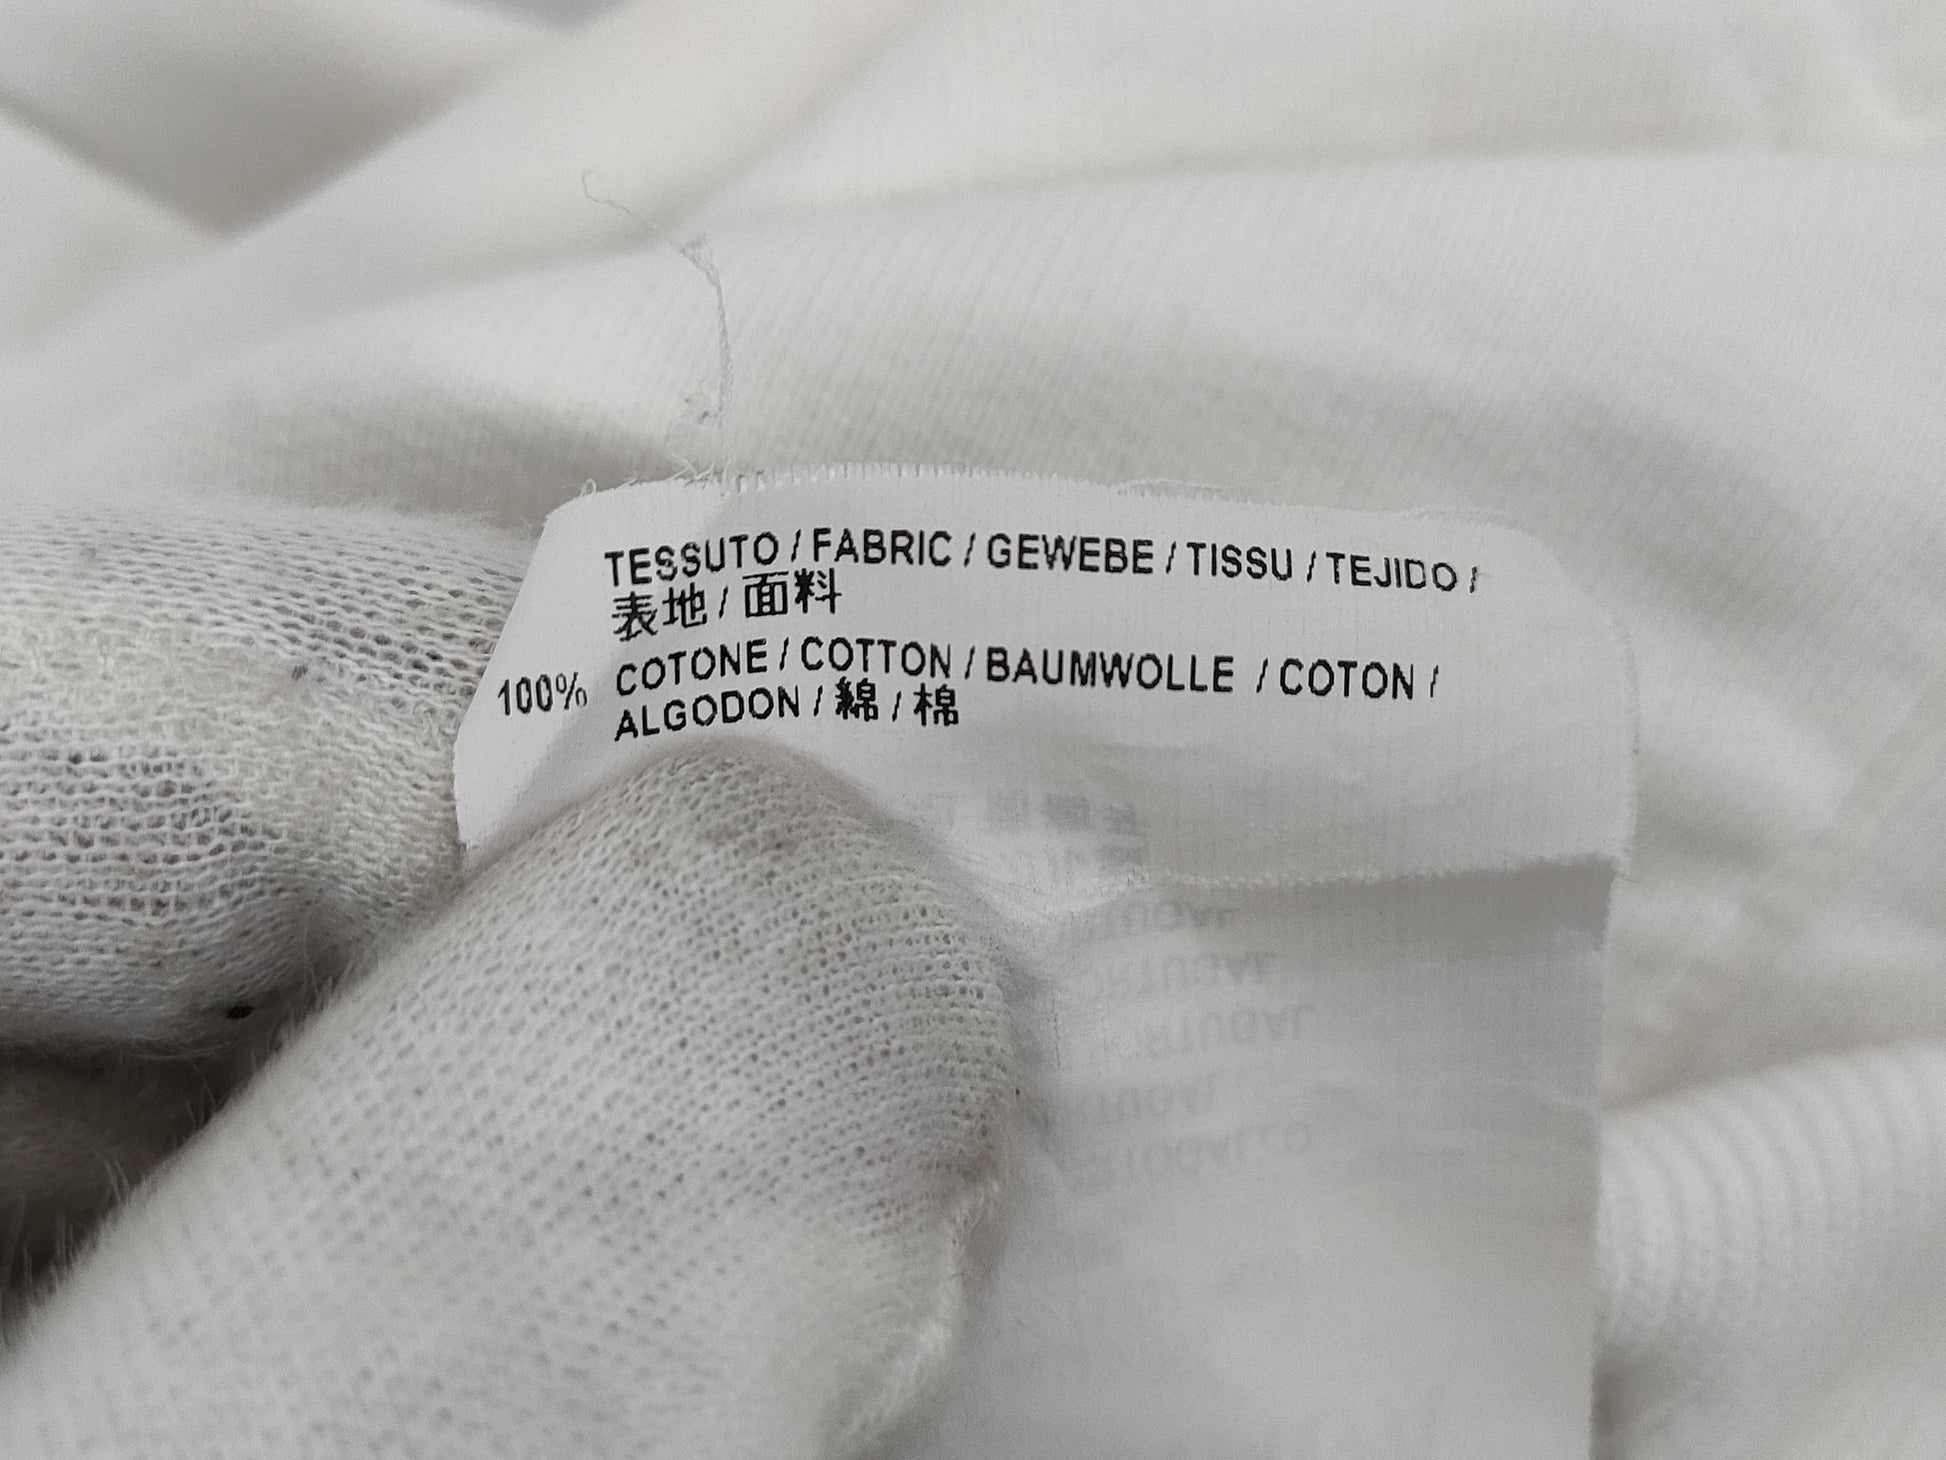 TESSUTO / FABRIC / GEWEBE / TISSU / TEJIDO /
表地 / 面料
100% COTONE / COTTON / BAUMWOLLE / COTON /
ALGODON / 綿 / 棉